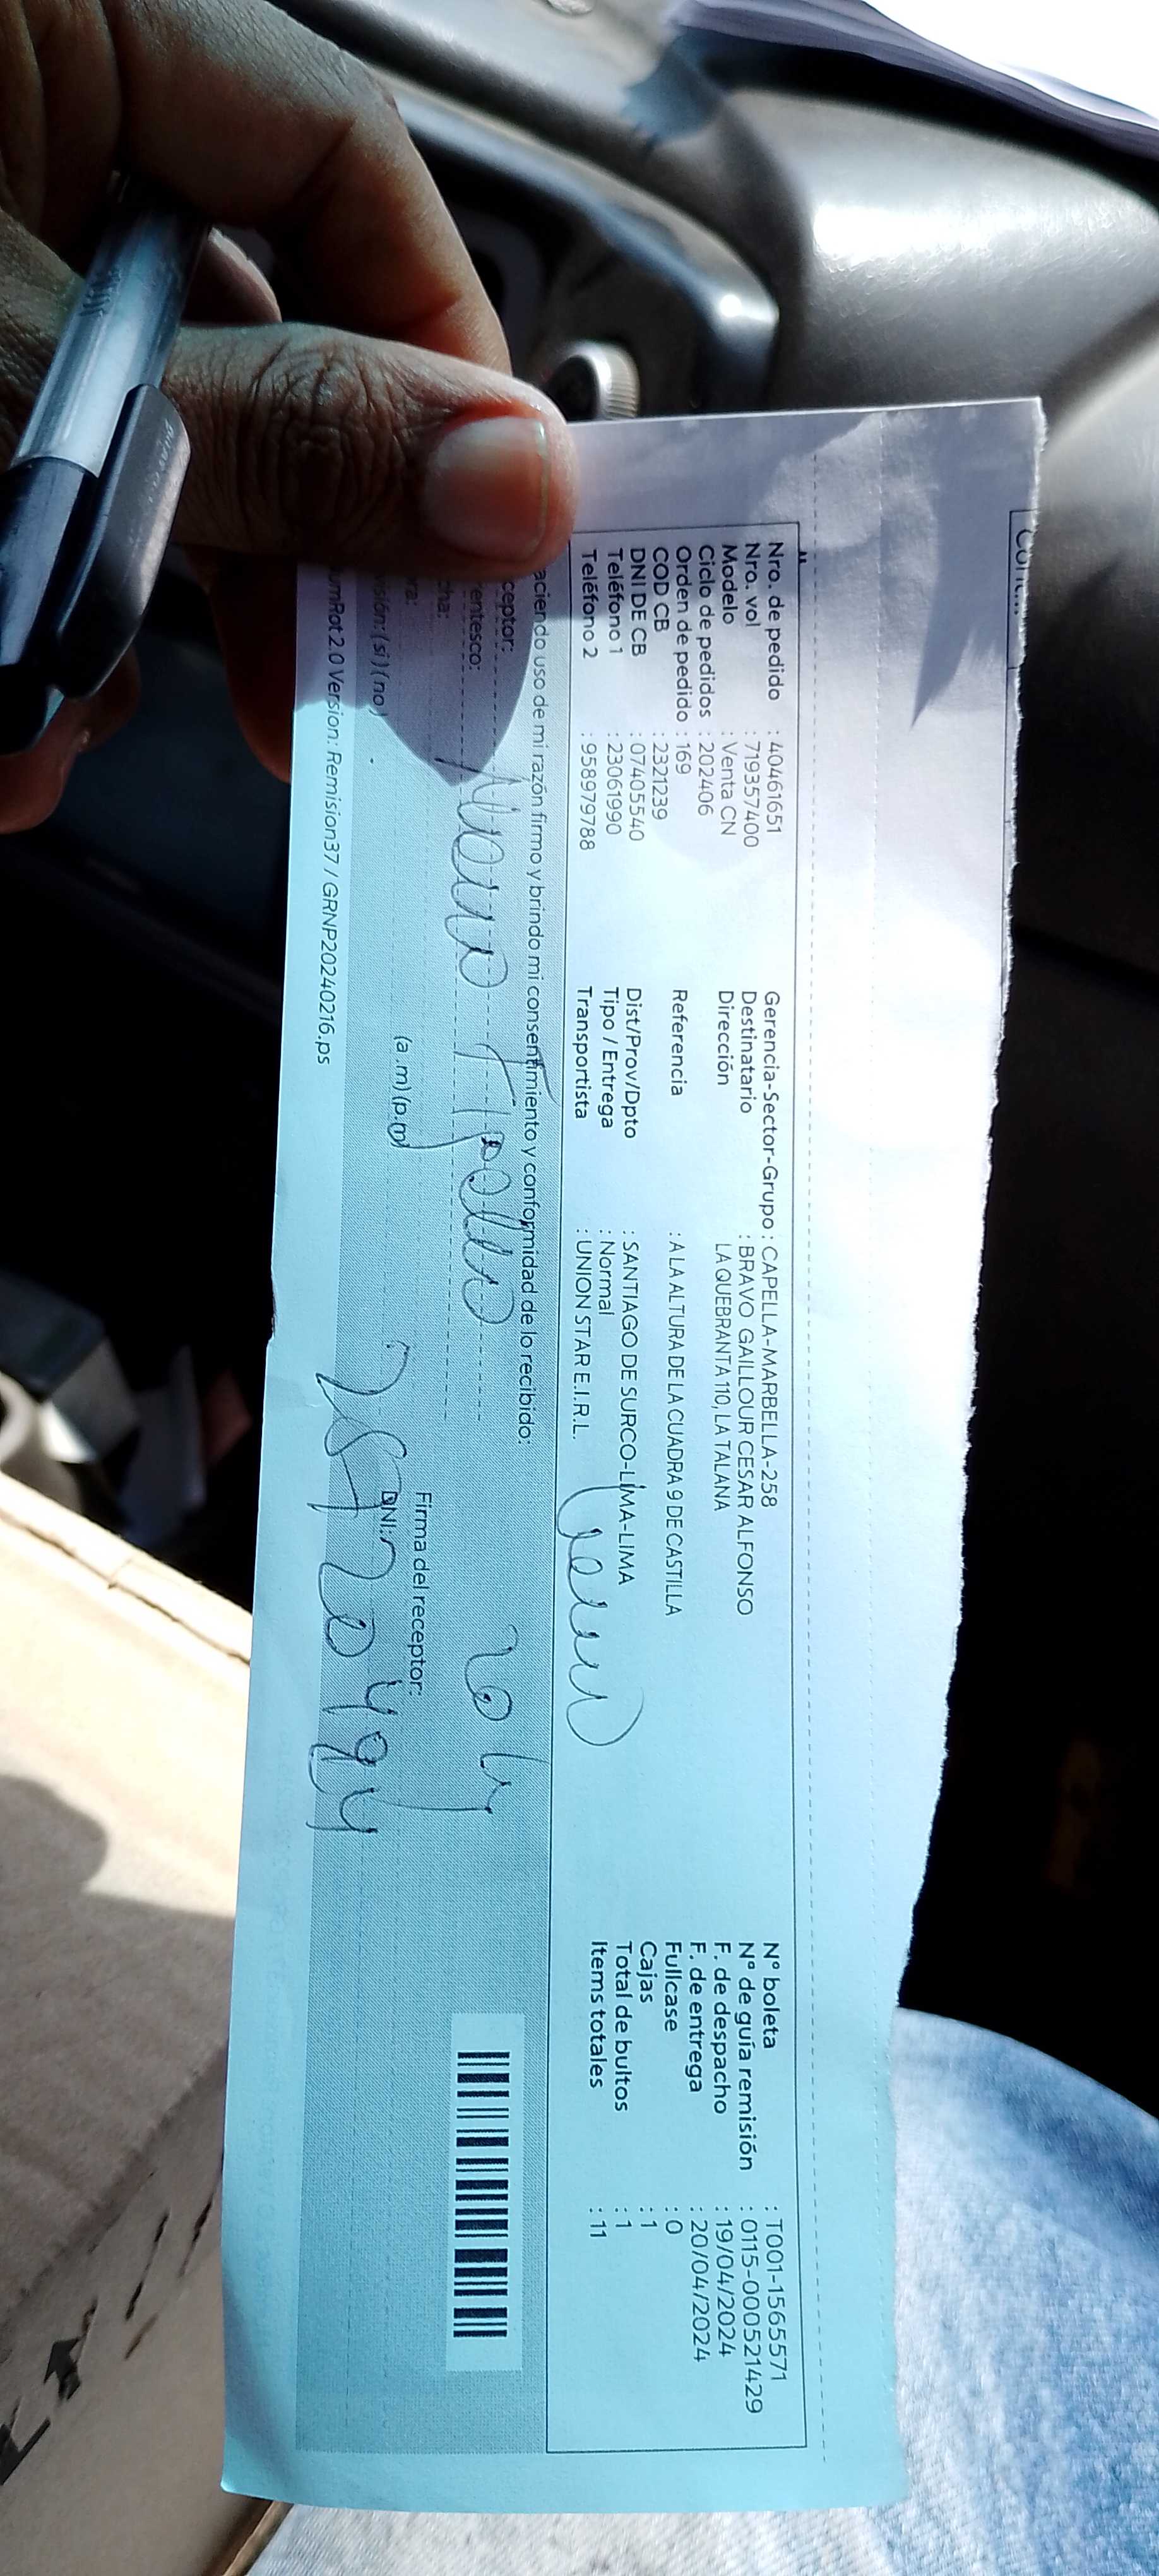 Nro. de pedido : 40461651
Nro. vol : 719357400
Modelo : Venta CN
Ciclo de pedidos : 202406
Orden de pedido : 169
COD CB : 2321239
DNI DE CB : 07405540
Teléfono 1 : 23061990
Teléfono 2 : 958979788
Gerencia-Sector-Grupo : CAPELLA-MARBELLA-258
Destinatario : BRAVO GAILLOUR CESAR ALFONSO
Dirección LA QUEBRANTA 110, LA TALANA
Referencia : A LA ALTURA DE LA CUADRA 9 DE CASTILLA
Dist/Prov/Dpto : SANTIAGO DE SURCO-LIMA-LIMA
Tipo / Entrega : Normal
Transportista : UNION STAR E.I.R.L.
N° boleta : T001-1565571
N° de guía remisión : 0115-000521429
F. de despacho : 19/04/2024
F. de entrega : 20/04/2024
Fullcase : 0
Cajas : 1
Total de bultos : 1
Items totales : 11
aciendo uso de mi razón firmo y brindo mi consentimiento y conformidad de lo recibido:
ceptor:
entesco:
cha:
ra: (a .m) (p.m)
sión: ( si ) ( no )
Firma del receptor:
DNI:
umRot 2.0 Version: Remision37 / GRNP20240216.ps